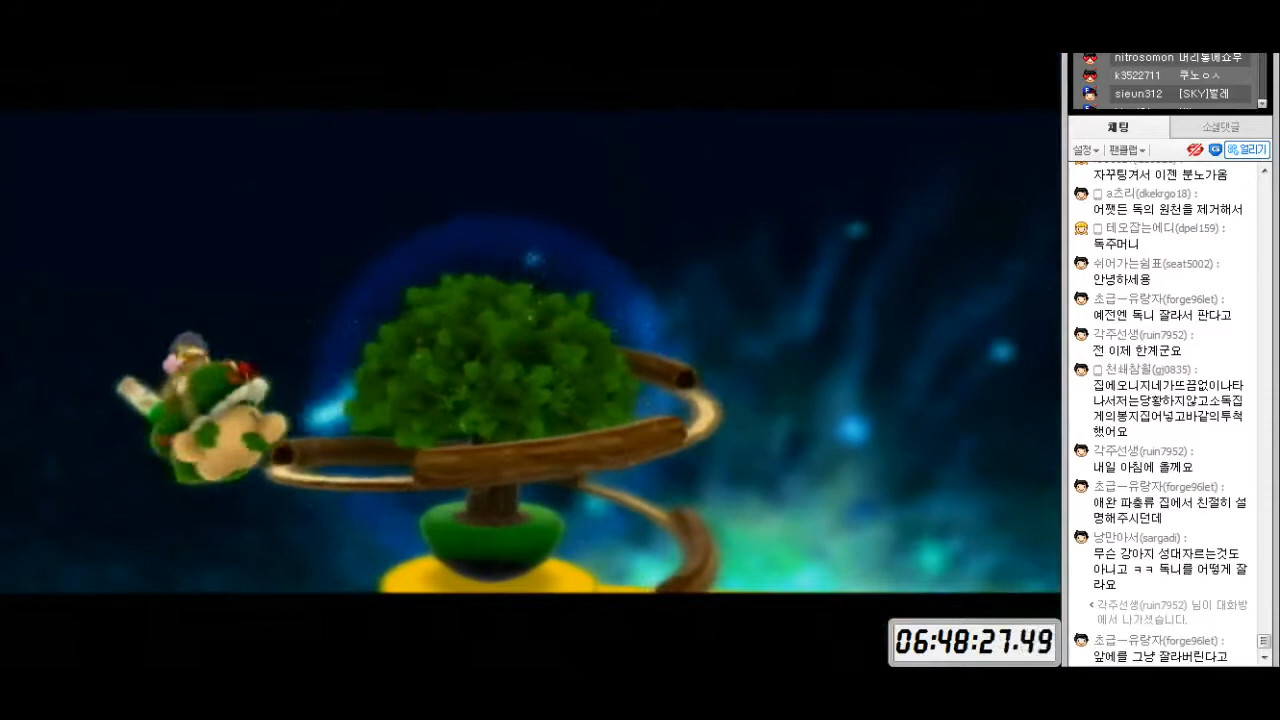 nitrosomon 머리통에쇼우
k3522711 쿠노ㅇㅅ
sieun312 [SKY]벌레
채팅 소셜댓글
설정 팬클럽 얼리기
자꾸팅겨서 이젠 분노가옴
a츠리(dkekrgo18) :
어쨋든 독의 원천을 제거해서
테오잡는에디(dpel159) :
독주머니
쉬어가는쉼표(seat5002) :
안녕하세용
초급ㅡ유랑자(forge96let) :
예전엔 독니 잘라서 판다고
각주선생(ruin7952) :
전 이제 한계군요
천쇄참월(gj0835) :
집에오니지네가뜨끔없이나타
나서저는당황하지않고소독집
게의봉지집어넣고바같의투척
했어요
각주선생(ruin7952) :
내일 아침에 올께요
초급ㅡ유랑자(forge96let) :
애완 파충류 집에서 친절히 설
명해주시던데
낭만아서(sargadi) :
무슨 강아지 성대자르는것도
아니고 ㅋㅋ 독니를 어떻게 잘
라요
각주선생(ruin7952) 님이 대화방
에서 나가셨습니다.
초급ㅡ유랑자(forge96let) :
앞에를 그냥 잘라버린다고
06:48:27.49